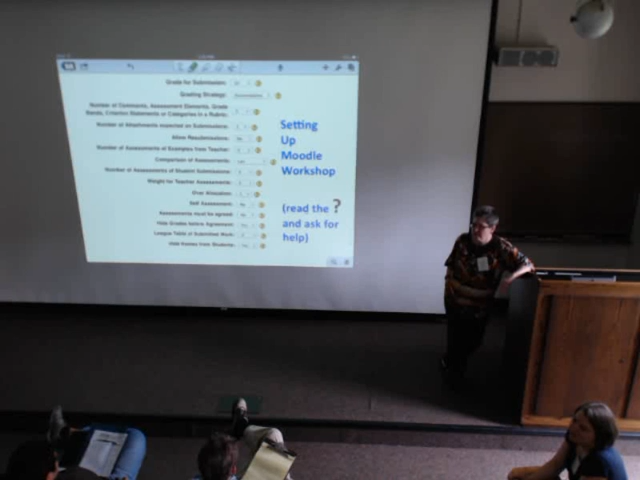 Grade for Submission:
Grading Strategy:
Number of Comments, Assessment Elements, Grade
Bands, Criterion Statements or Categories in a Rubric:
Number of Attachments expected on Submissions:
Allow Resubmissions:
Number of Assessments of Examples from Teacher:
Comparison of Assessments:
Number of Assessments of Student Submissions:
Weight for Teacher Assessments:
Over Allocation:
Self Assessment:
Assessments must be agreed:
Hide Grades before Agreement:
League Table of Submitted Work:
Hide Names from Students:
Setting
Up
Moodle
Workshop
(read the ?
and ask for
help)